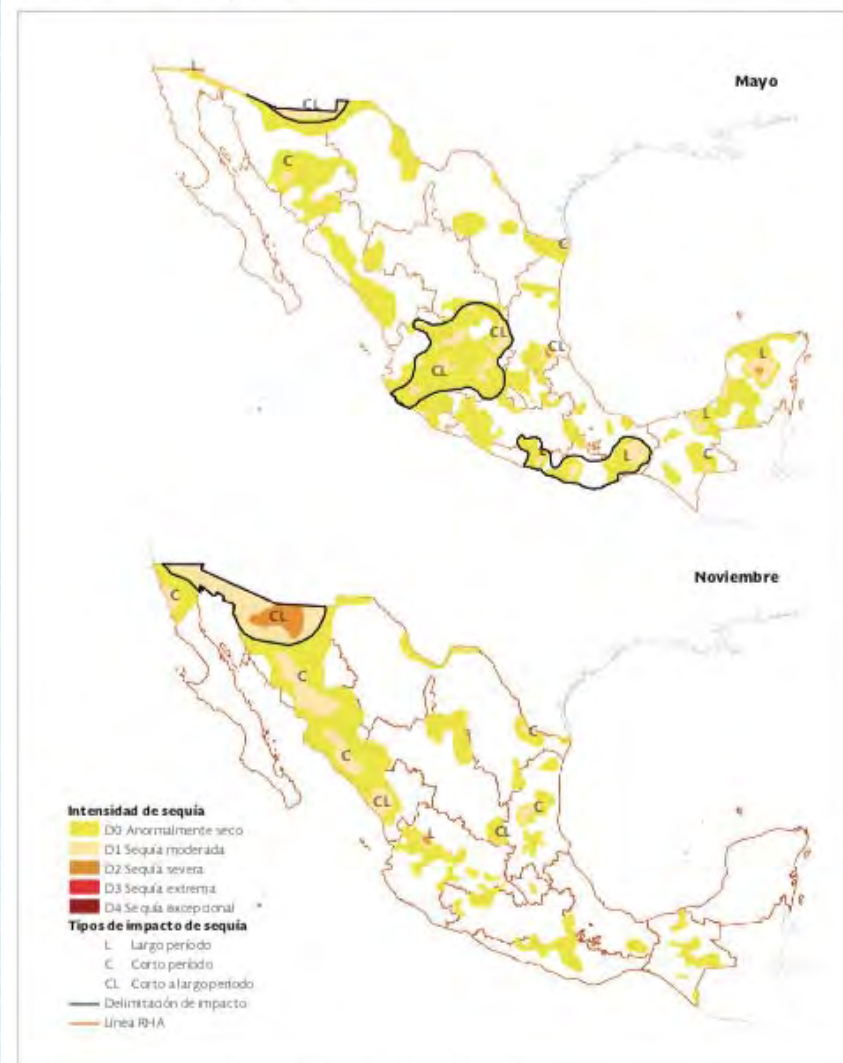 Mayo
L
CL
C
C
CL
CL
CL
L
L
L
C
Noviembre
C
CL
C
C
CL
C
C
CL
L
Intensidad de sequía
D0 Anormalmente seco
D1 Sequía moderada
D2 Sequía severa
D3 Sequía extrema
D4 Sequía excepcional
Tipos de impacto de sequía
L Largo período
C Corto período
CL Corto a largo período
Delimitación de impacto
Línea RHA